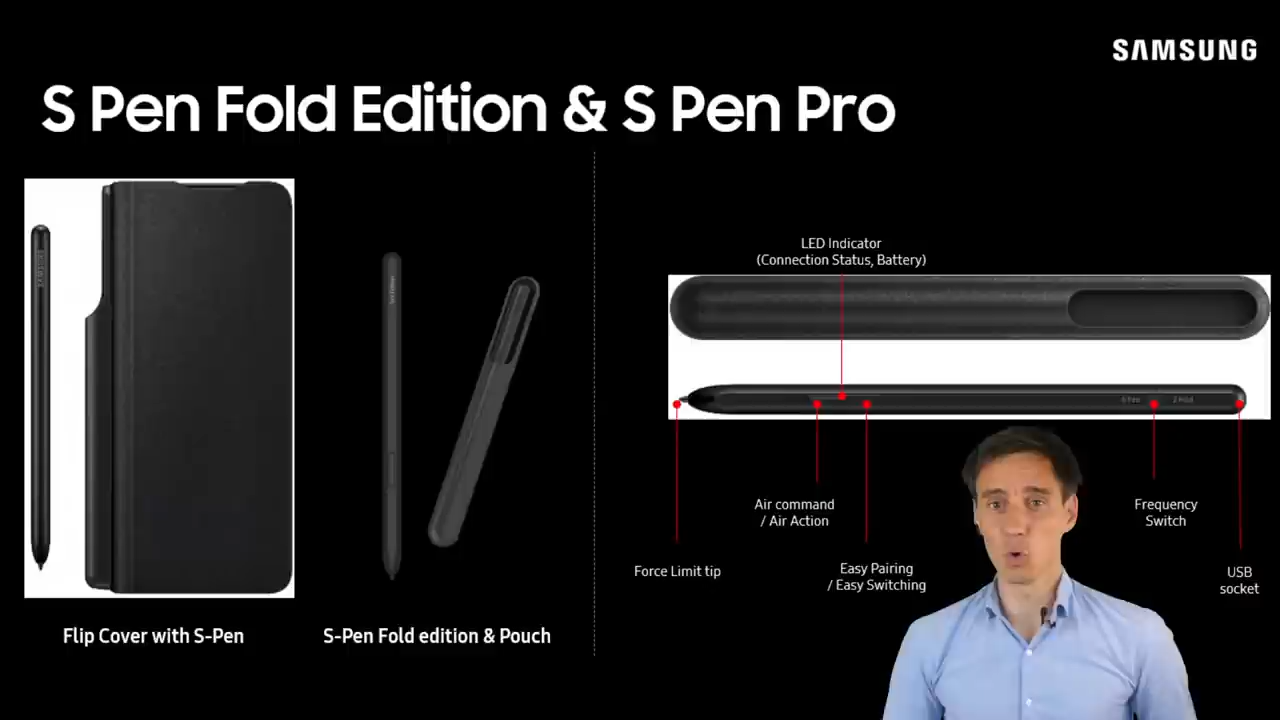 SAMSUNG
S Pen Fold Edition & S Pen Pro
LED Indicator
(Connection Status, Battery)
Air command
/ Air Action
Frequency
Switch
Force Limit tip
Easy Pairing
/ Easy Switching
USB
socket
Flip Cover with S-Pen
S-Pen Fold edition & Pouch